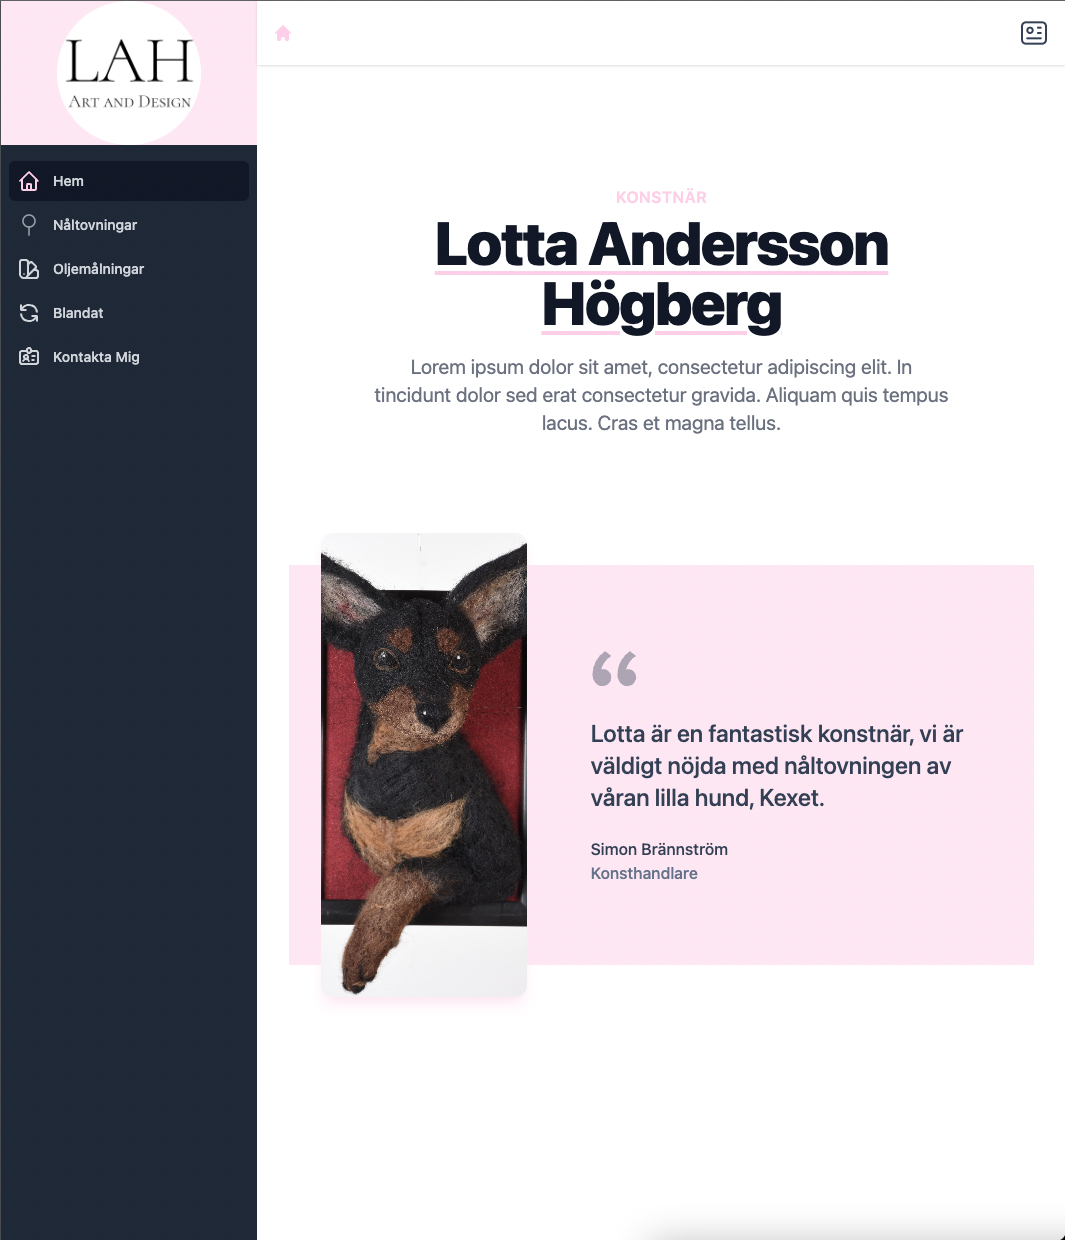 LAH
Art and Design
Hem
Nåltovningar
Oljemålningar
Blandat
Kontakta Mig
KONSTNÄR
Lotta Andersson
Högberg
Lorem ipsum dolor sit amet, consectetur adipiscing elit. In
tincidunt dolor sed erat consectetur gravida. Aliquam quis tempus
lacus. Cras et magna tellus.
“
Lotta är en fantastisk konstnär, vi är
väldigt nöjda med nåltovningen av
våran lilla hund, Kexet.
Simon Brännström
Konsthandlare